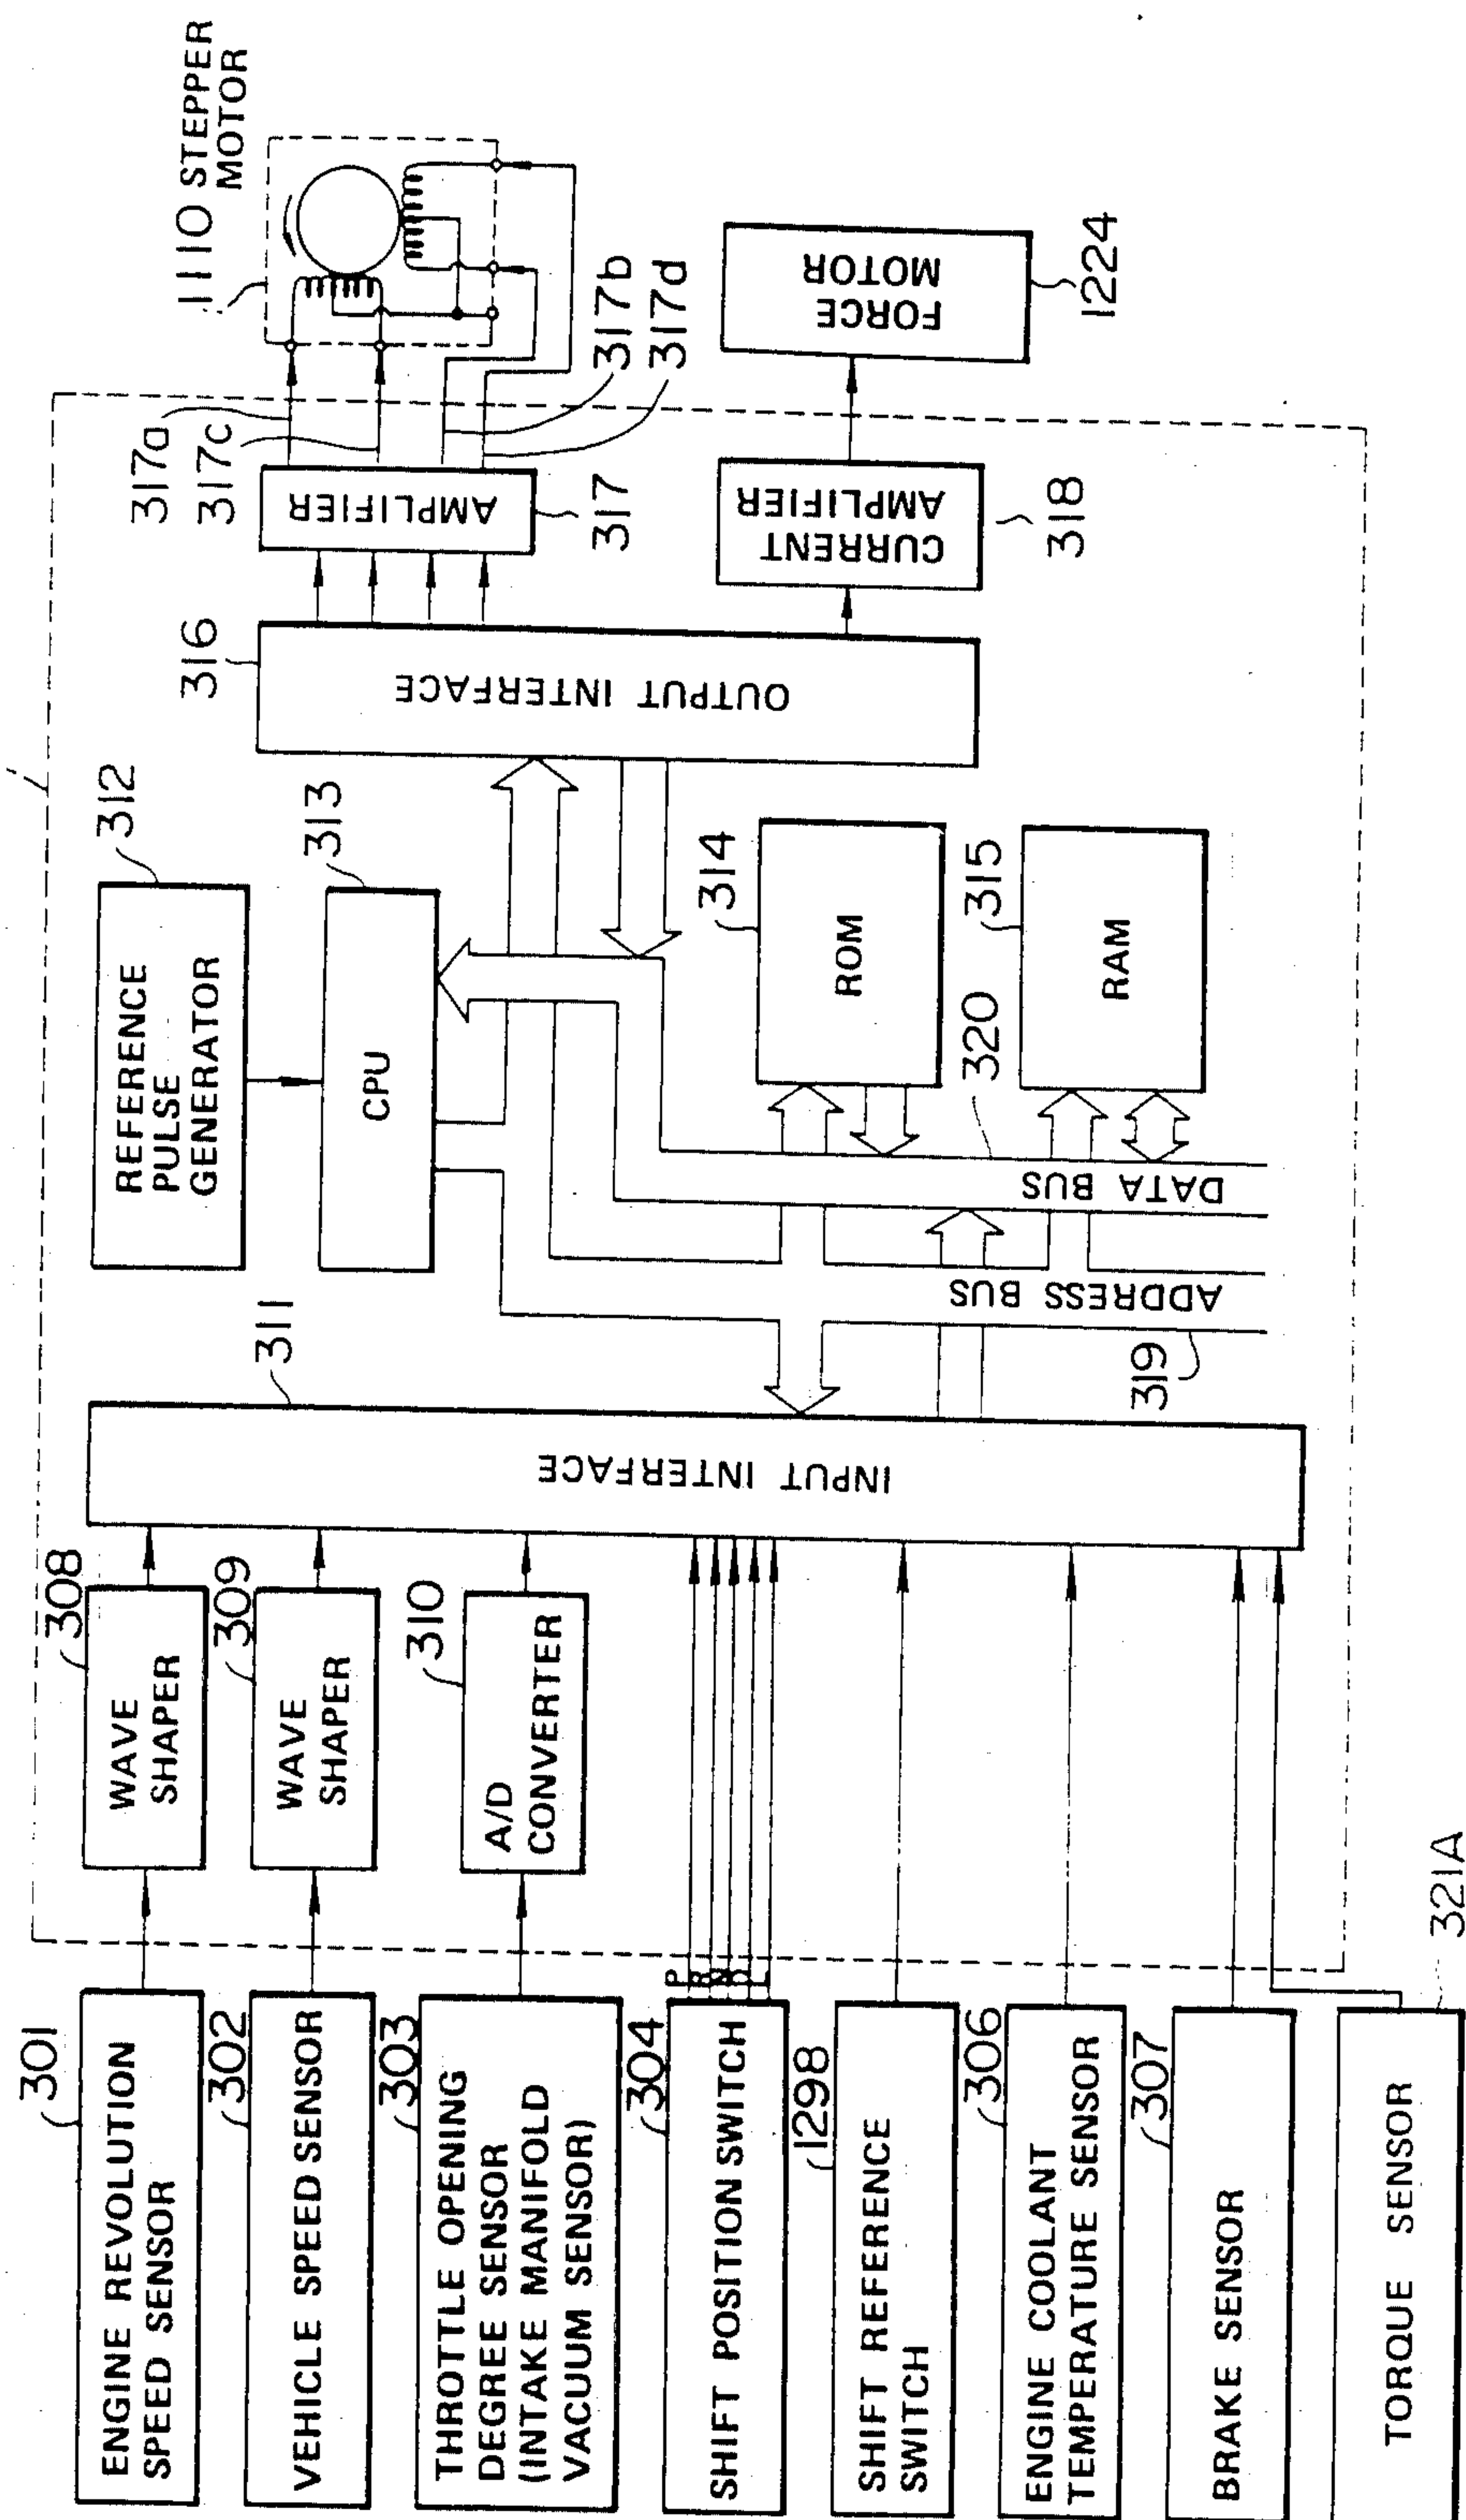 301
ENGINE REVOLUTION
SPEED SENSOR
302
VEHICLE SPEED SENSOR
303
THROTTLE OPENING
DEGREE SENSOR
(INTAKE MANIFOLD
VACUUM SENSOR)
304
SHIFT POSITION SWITCH
P
R
N
D
L
1298
SHIFT REFERENCE
SWITCH
306
ENGINE COOLANT
TEMPERATURE SENSOR
307
BRAKE SENSOR
TORQUE SENSOR
321A
308
WAVE
SHAPER
309
WAVE
SHAPER
310
A/D
CONVERTER
311
INPUT INTERFACE
312
REFERENCE
PULSE
GENERATOR
313
CPU
319
ADDRESS BUS
320
DATA BUS
314
ROM
315
RAM
316
OUTPUT INTERFACE
317a
317c
AMPLIFIER
317
317b
317d
CURRENT
AMPLIFIER
318
1110 STEPPER
MOTOR
FORCE
MOTOR
1224